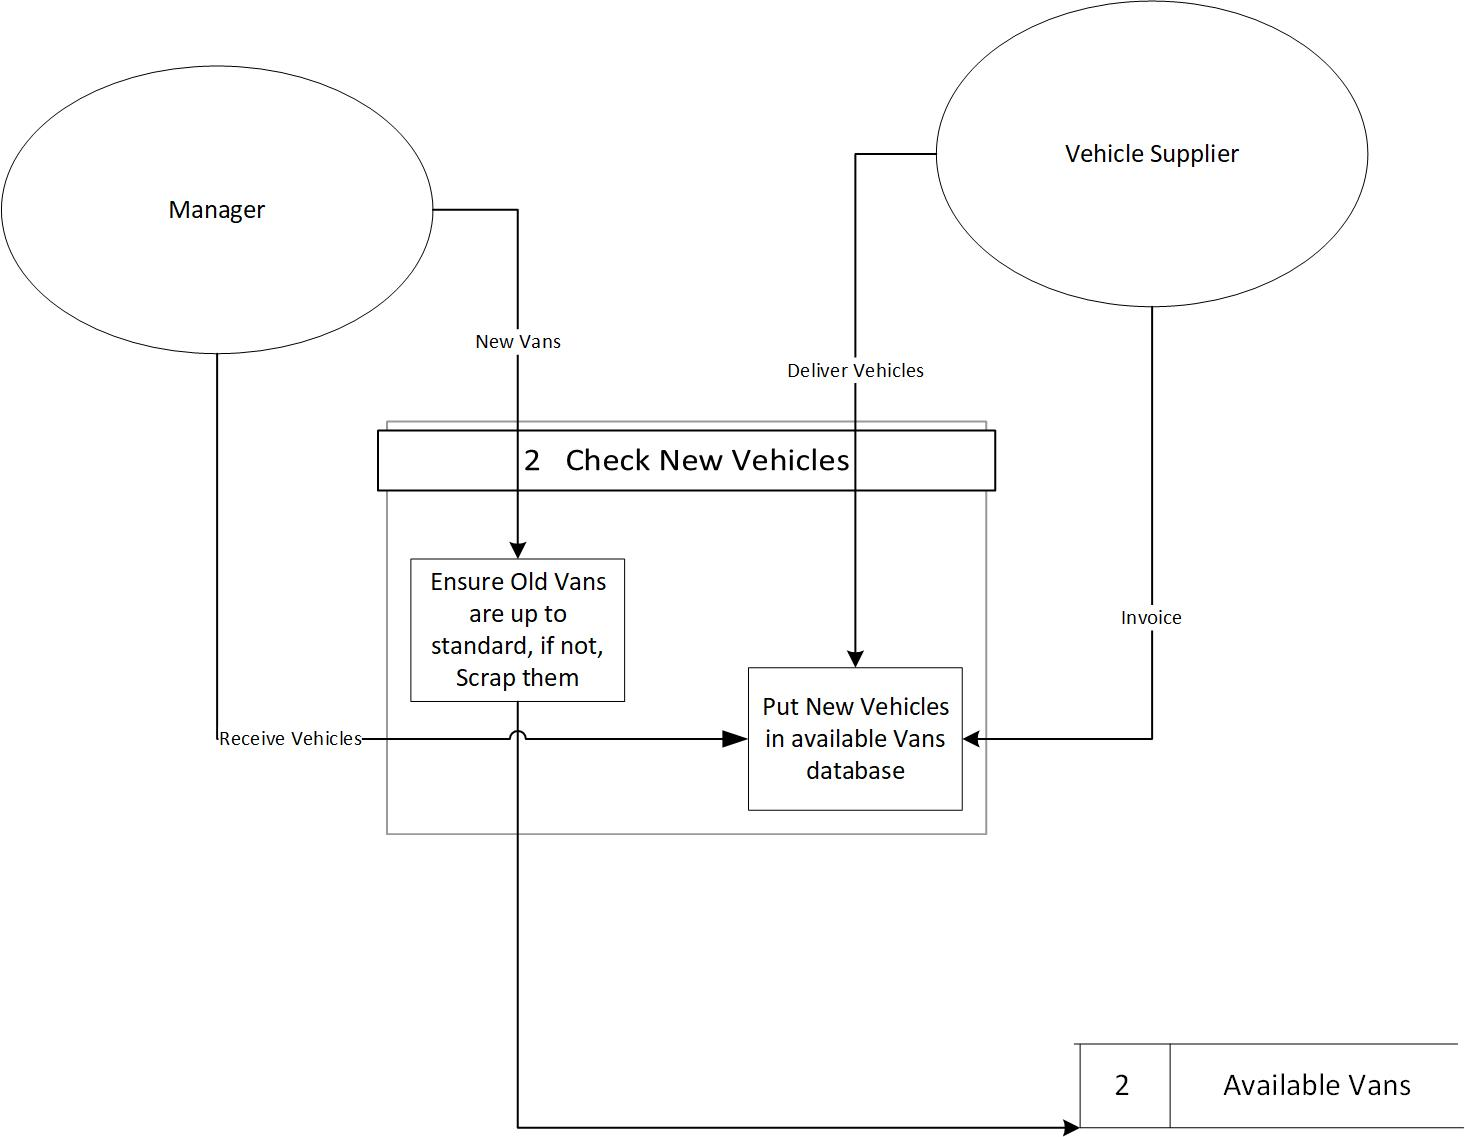 Vehicle Supplier
Manager
New Vans
Deliver Vehicles
2 Check New Vehicles
Ensure Old Vans
are up to
standard, if not,
Scrap them
Invoice
Receive Vehicles
Put New Vehicles
in available Vans
database
2
Available Vans